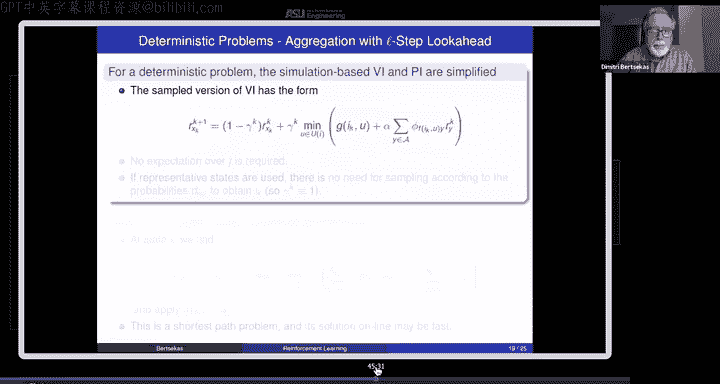 GPT中英字幕课程资源@bilibili.com
ASU Engineering
Dimitri Bertsekas
Deterministic Problems - Aggregation with ℓ-Step Lookahead
For a deterministic problem, the simulation-based VI and PI are simplified
The sampled version of VI has the form
r^{k+1}_{x_k} = (1 − γ^k)r^k_{x_k} + γ^k min_{u∈U(i)} ( g(i_k, u) + α ∑_{y∈A} φ_{f(i_k,u)y} r^k_y )
No expectation over j is required.
If representative states are used, there is no need for sampling according to the
probabilities to obtain (so γ^k ≡ 1).
This is a shortest path problem, and its solution on-line may be fast.
Bertsekas Reinforcement Learning 19 / 25
45:31